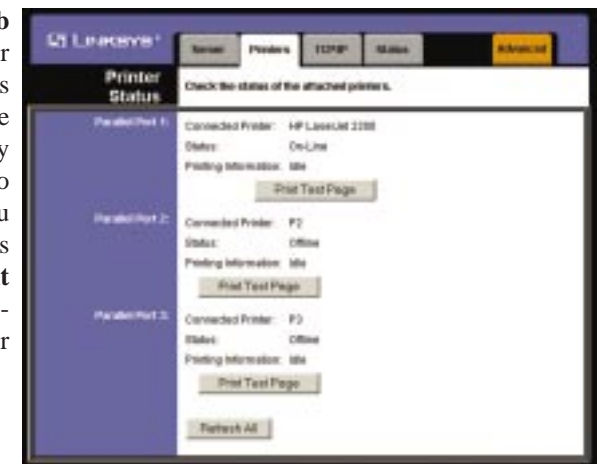 b
r
s
e
y
o
u
s
t
-
r
LINKSYS®
Server Printers TCP/IP Status Advanced
Printer
Status
Check the status of the attached printers.
Parallel Port 1:
Connected Printer: HP LaserJet 2200
Status: On-Line
Printing Information: Idle
Print Test Page
Parallel Port 2:
Connected Printer: P2
Status: Offline
Printing Information: Idle
Print Test Page
Parallel Port 3:
Connected Printer: P3
Status: Offline
Printing Information: Idle
Print Test Page
Refresh All